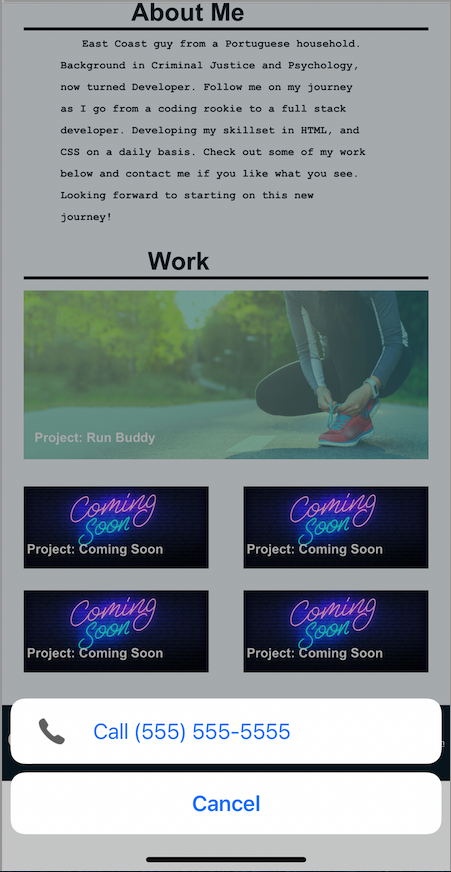 About Me
East Coast guy from a Portuguese household.
Background in Criminal Justice and Psychology,
now turned Developer. Follow me on my journey
as I go from a coding rookie to a full stack
developer. Developing my skillset in HTML, and
CSS on a daily basis. Check out some of my work
below and contact me if you like what you see.
Looking forward to starting on this new
journey!
Work
Project: Run Buddy
Coming
Soon
Project: Coming Soon
Coming
Soon
Project: Coming Soon
Coming
Soon
Project: Coming Soon
Coming
Soon
Project: Coming Soon
Call (555) 555-5555
Cancel